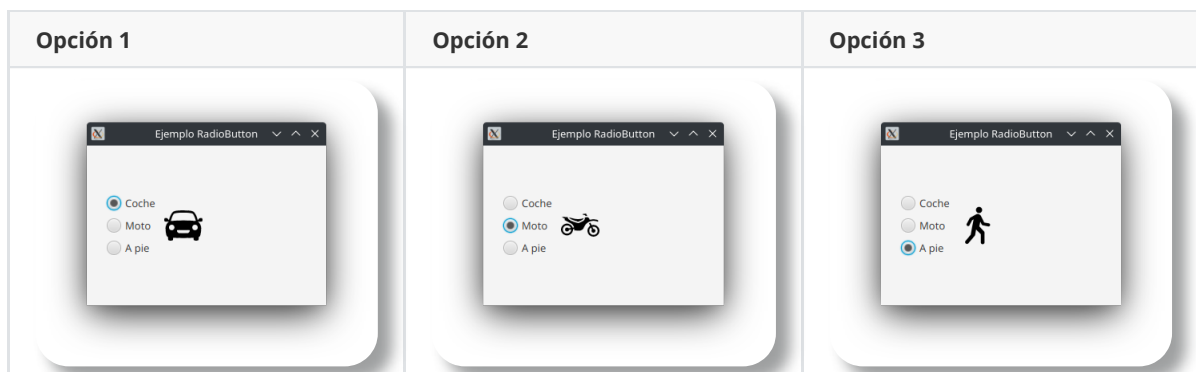 Opción 1
Opción 2
Opción 3
Ejemplo RadioButton
Coche
Moto
A pie
Ejemplo RadioButton
Coche
Moto
A pie
Ejemplo RadioButton
Coche
Moto
A pie